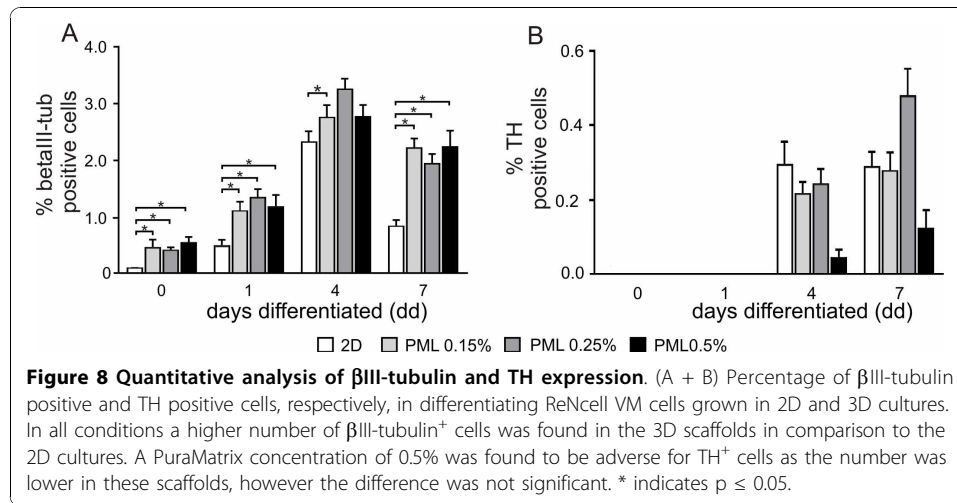 A
B
% betaIII-tub
positive cells
4.0
3.0
2.0
1.0
0
* * * * * * * * * *
0 1 4 7
days differentiated (dd)
% TH
positive cells
0.6
0.4
0.2
0.0
0 1 4 7
days differentiated (dd)
2D PML 0.15% PML 0.25% PML0.5%
Figure 8 Quantitative analysis of βIII-tubulin and TH expression. (A + B) Percentage of βIII-tubulin
positive and TH positive cells, respectively, in differentiating ReNcell VM cells grown in 2D and 3D cultures.
In all conditions a higher number of βIII-tubulin⁺ cells was found in the 3D scaffolds in comparison to the
2D cultures. A PuraMatrix concentration of 0.5% was found to be adverse for TH⁺ cells as the number was
lower in these scaffolds, however the difference was not significant. * indicates p ≤ 0.05.